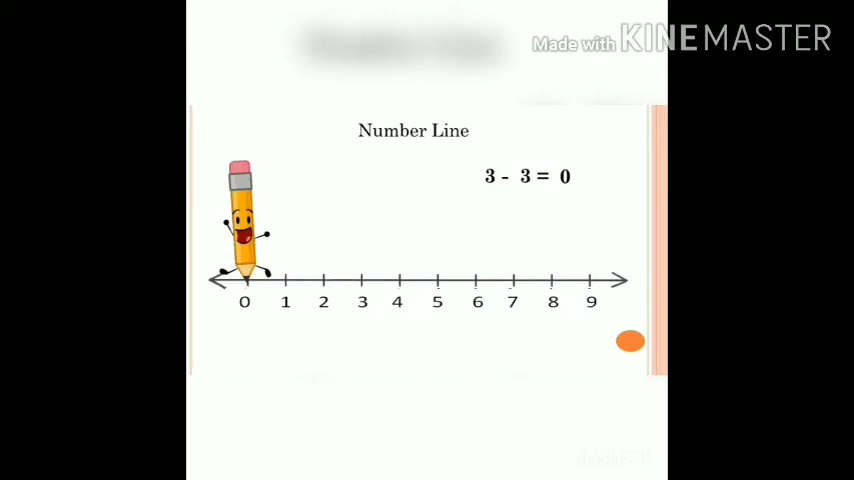 Made with KINEMASTER
Number Line
3 - 3 = 0
0 1 2 3 4 5 6 7 8 9